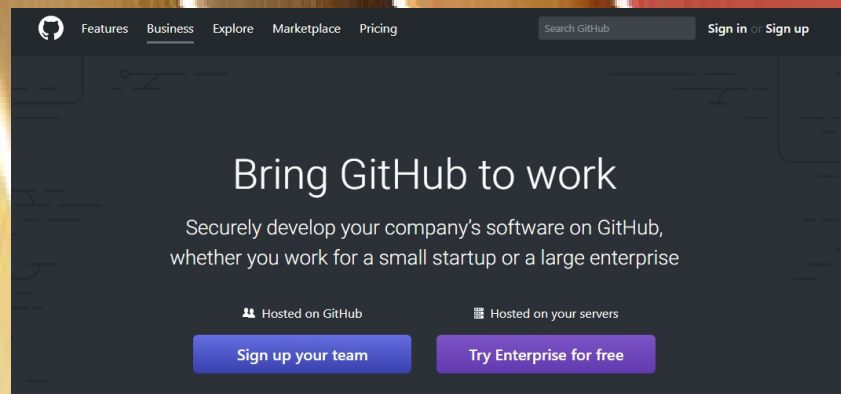 Features Business Explore Marketplace Pricing Search GitHub Sign in or Sign up
Bring GitHub to work
Securely develop your company's software on GitHub,
whether you work for a small startup or a large enterprise
Hosted on GitHub Hosted on your servers
Sign up your team Try Enterprise for free